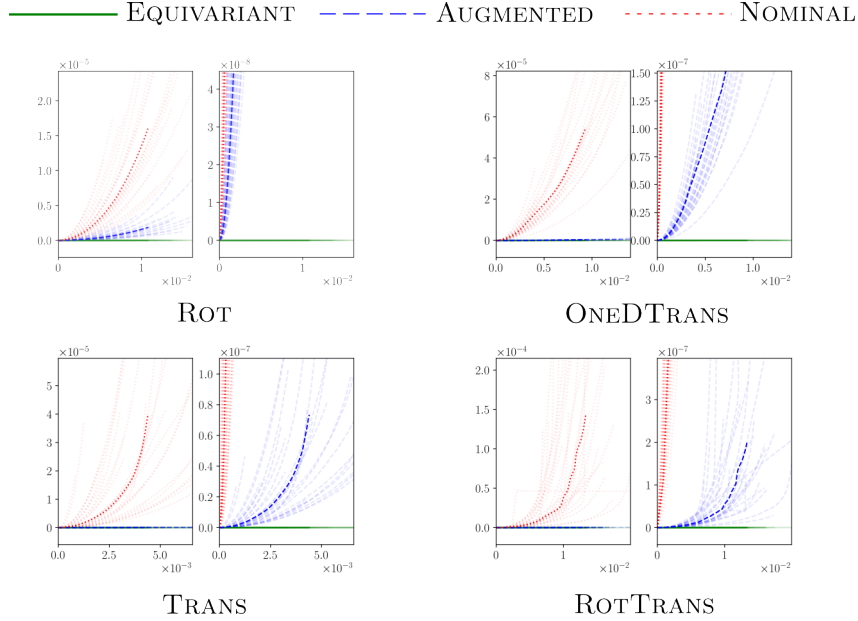 EQUIVARIANT AUGMENTED NOMINAL
×10⁻⁵ ×10⁻⁸ ×10⁻⁵ ×10⁻⁷
2.0 4 8 1.50
1.5 3 6 1.25
1.0 2 4 1.00
0.5 1 2 0.75
0.0 0 0 0.50
0.25
0.00
0 1 0 1 0.0 0.5 1.0 0.0 0.5 1.0
×10⁻² ×10⁻² ×10⁻² ×10⁻²
ROT ONEDTRANS
×10⁻⁵ ×10⁻⁷ ×10⁻⁴ ×10⁻⁷
5 1.0 2.0 3
4 0.8 1.5 2
3 0.6 1.0 1
2 0.4 0.5 0
1 0.2 0.0
0 0.0
0.0 2.5 5.0 0.0 2.5 5.0 0 1 0 1
×10⁻³ ×10⁻³ ×10⁻² ×10⁻²
TRANS ROTTRANS